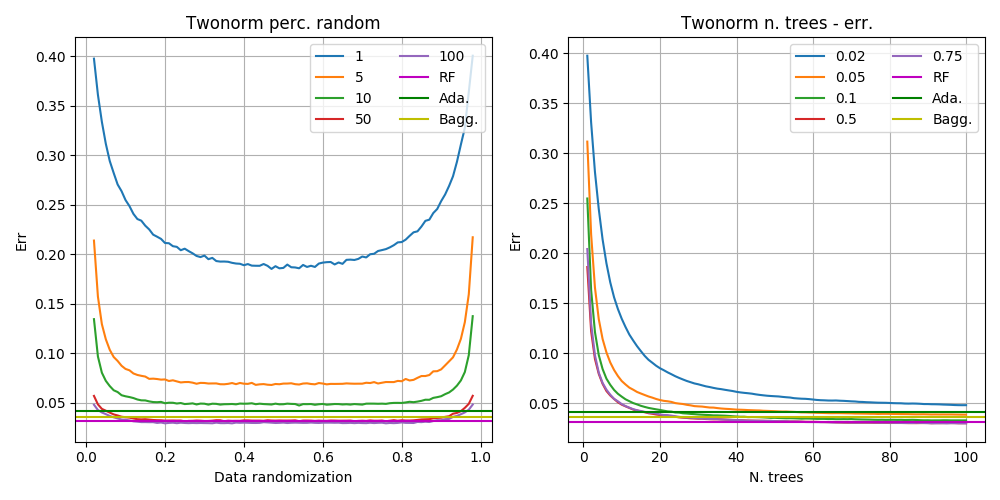 Twonorm perc. random
0.40
0.35
0.30
0.25
0.20
0.15
0.10
0.05
Err
0.0 0.2 0.4 0.6 0.8 1.0
Data randomization
1 100
5 RF
10 Ada.
50 Bagg.
Twonorm n. trees - err.
0.40
0.35
0.30
0.25
0.20
0.15
0.10
0.05
Err
0 20 40 60 80 100
N. trees
0.02 0.75
0.05 RF
0.1 Ada.
0.5 Bagg.